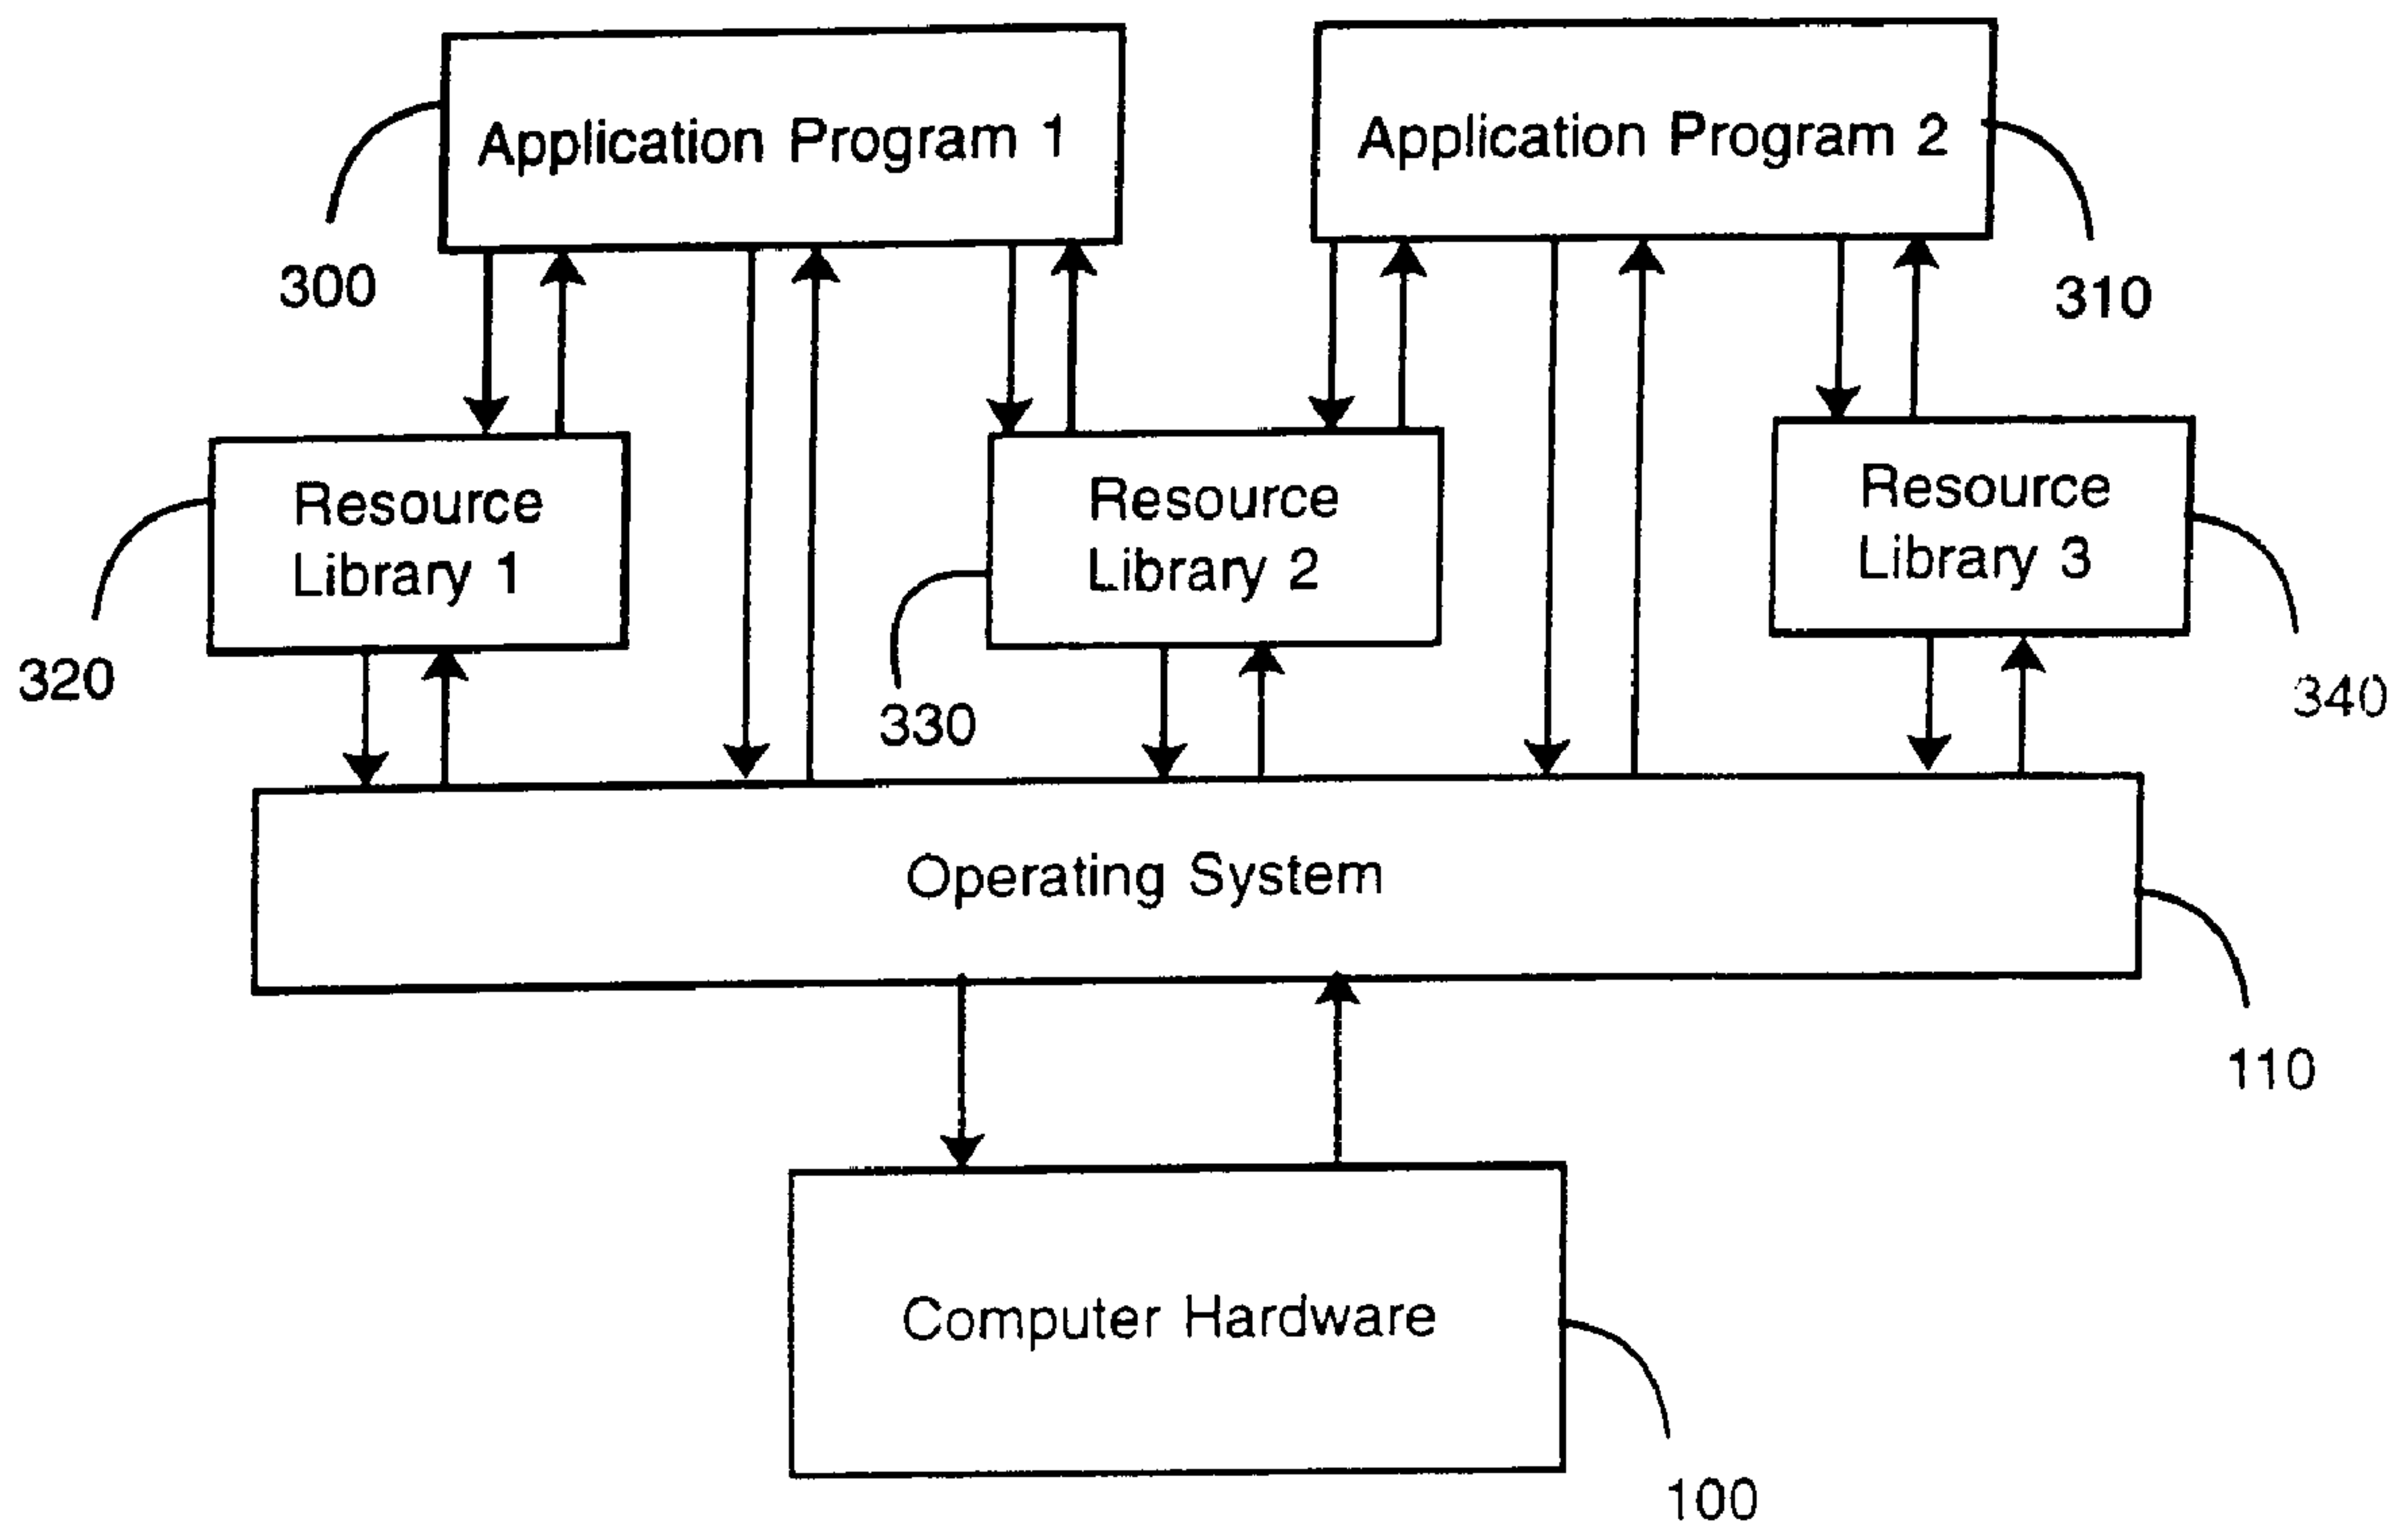 Application Program 1
Application Program 2
300
310
Resource
Library 1
Resource
Library 2
Resource
Library 3
320
330
340
Operating System
110
Computer Hardware
100